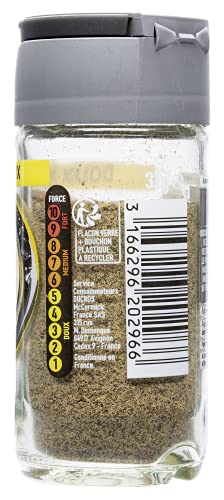 FORCE
10
9
8
7
6
5
4
3
2
1
FORT
MEDIUM
DOUX
FLACON VERRE
+ BOUCHON
PLASTIQUE
À RECYCLER
Service
Consommateurs
DUCROS
McCormick
France SAS
315 rue
M. Demonque
84917 Avignon
Cedex 9 - France
Conditionné en
France.
3 166296 202966